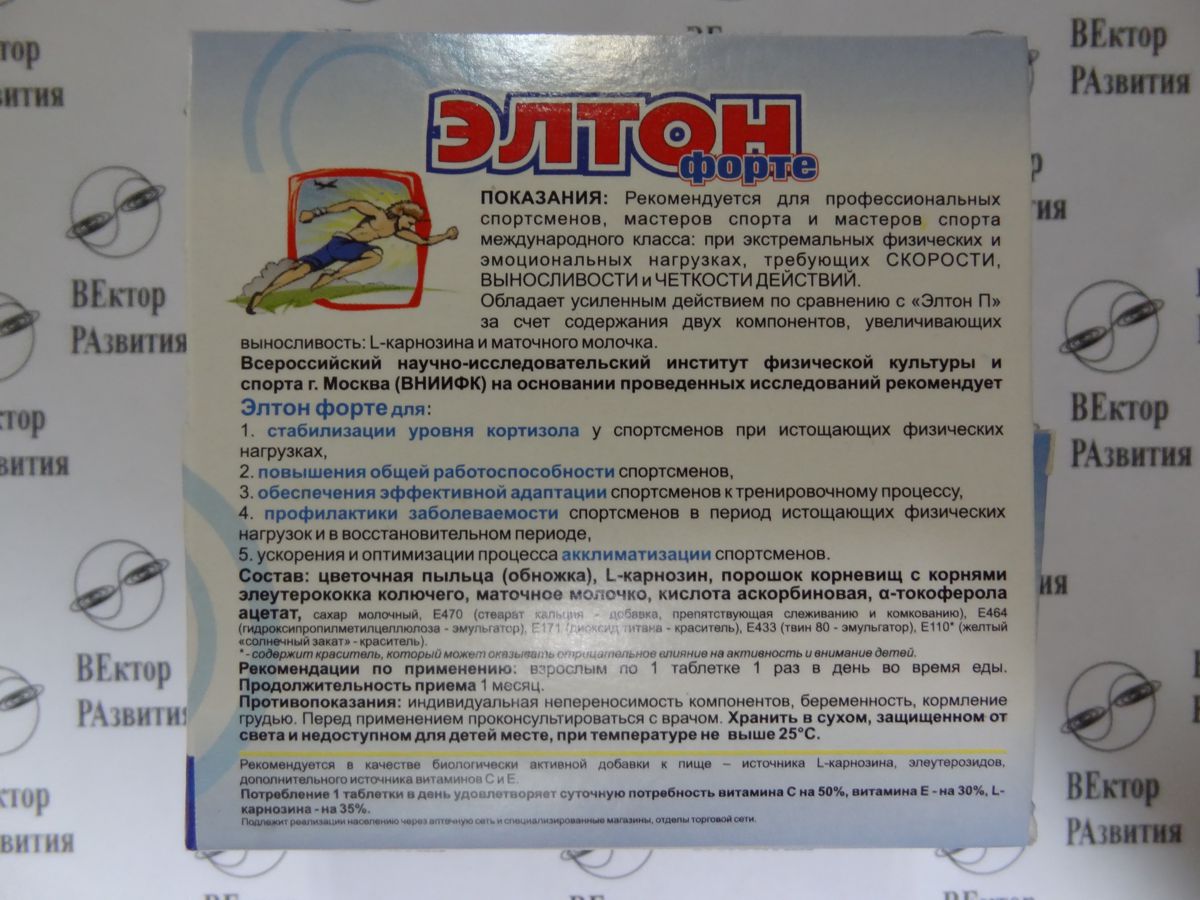 ЭЛТОН
форте
ПОКАЗАНИЯ: Рекомендуется для профессиональных
спортсменов, мастеров спорта и мастеров спорта
международного класса: при экстремальных физических и
эмоциональных нагрузках, требующих СКОРОСТИ,
ВЫНОСЛИВОСТИ и ЧЕТКОСТИ ДЕЙСТВИЙ.
Обладает усиленным действием по сравнению с «Элтон П»
за счет содержания двух компонентов, увеличивающих
выносливость: L-карнозина и маточного молочка.
Всероссийский научно-исследовательский институт физической культуры и
спорта г. Москва (ВНИИФК) на основании проведенных исследований рекомендует
Элтон форте для:
1. стабилизации уровня кортизола у спортсменов при истощающих физических
нагрузках,
2. повышения общей работоспособности спортсменов,
3. обеспечения эффективной адаптации спортсменов к тренировочному процессу,
4. профилактики заболеваемости спортсменов в период истощающих физических
нагрузок и в восстановительном периоде,
5. ускорения и оптимизации процесса акклиматизации спортсменов.
Состав: цветочная пыльца (обножка), L-карнозин, порошок корневищ с корнями
элеутерококка колючего, маточное молочко, кислота аскорбиновая, α-токоферола
ацетат, сахар молочный, Е470 (стеарат кальция - добавка, препятствующая слеживанию и комкованию), Е464
(гидроксипропилметилцеллюлоза - эмульгатор), Е171 (диоксид титана - краситель), Е433 (твин 80 - эмульгатор), Е110* (желтый
«солнечный закат» - краситель).
* - содержит краситель, который может оказывать отрицательное влияние на активность и внимание детей.
Рекомендации по применению: взрослым по 1 таблетке 1 раз в день во время еды.
Продолжительность приема 1 месяц.
Противопоказания: индивидуальная непереносимость компонентов, беременность, кормление
грудью. Перед применением проконсультироваться с врачом. Хранить в сухом, защищенном от
света и недоступном для детей месте, при температуре не выше 25°С.
Рекомендуется в качестве биологически активной добавки к пище – источника L-карнозина, элеутерозидов,
дополнительного источника витаминов С и Е.
Потребление 1 таблетки в день удовлетворяет суточную потребность витамина С на 50%, витамина Е - на 30%, L-
карнозина - на 35%.
Подлежит реализации населению через аптечную сеть и специализированные магазины, отделы торговой сети.
ВЕктор
РАзвития
ВЕктор
РАзвития
ВЕктор
РАзвития
ВЕктор
РАзвития
ВЕктор
РАзвития